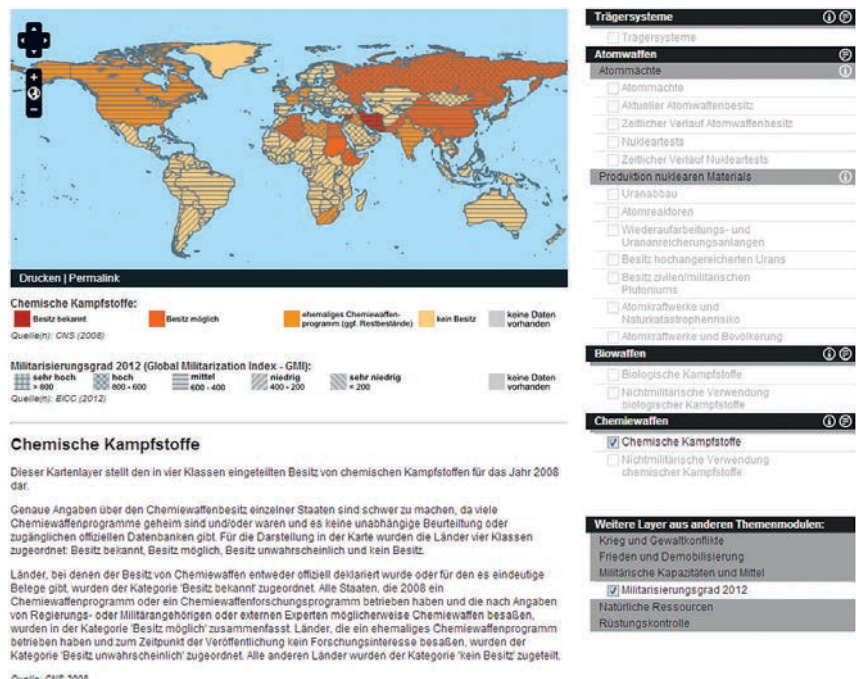 Drucken | Permalink
Chemische Kampfstoffe:
Besitz bekannt
Besitz möglich
ehemaliges Chemiewaffen-
programm (ggf. Restbestände)
kein Besitz
keine Daten
vorhanden
Quelle(n): CNS (2008)
Militarisierungsgrad 2012 (Global Militarization Index - GMI):
sehr hoch
> 800
hoch
800 - 600
mittel
600 - 400
niedrig
400 - 200
sehr niedrig
< 200
keine Daten
vorhanden
Quelle(n): BICC (2012)
Chemische Kampfstoffe
Dieser Kartenlayer stellt den in vier Klassen eingeteilten Besitz von chemischen Kampfstoffen für das Jahr 2008
dar.
Genaue Angaben über den Chemiewaffenbesitz einzelner Staaten sind schwer zu machen, da viele
Chemiewaffenprogramme geheim sind und/oder waren und es keine unabhängige Beurteiltung oder
zugänglichen offiziellen Datenbanken gibt. Für die Darstellung in der Karte wurden die Länder vier Klassen
zugeordnet: Besitz bekannt, Besitz möglich, Besitz unwahrscheinlich und kein Besitz.
Länder, bei denen der Besitz von Chemiewaffen entweder offiziell deklariert wurde oder für den es eindeutige
Belege gibt, wurden der Kategorie 'Besitz bekannt' zugeordnet. Alle Staaten, die 2008 ein
Chemiewaffenprogramm oder ein Chemiewaffenforschungsprogramm betrieben haben und die nach Angaben
von Regierungs- oder Militärangehörigen oder externen Experten möglicherweise Chemiewaffen besaßen,
wurden in der Kategorie 'Besitz möglich' zusammenfasst. Länder, die ein ehemaliges Chemiewaffenprogramm
betrieben haben und zum Zeitpunkt der Veröffentlichung kein Forschungsinteresse besaßen, wurden der
Kategorie 'Besitz unwahrscheinlich' zugeordnet. Alle anderen Länder wurden der Kategorie 'kein Besitz' zugeteilt.
Quelle: CNS 2008
Trägersysteme
Trägersysteme
Atomwaffen
Atommächte
Atommächte
Aktueller Atomwaffenbesitz
Zeitlicher Verlauf Atomwaffenbesitz
Nukleartests
Zeitlicher Verlauf Nukleartests
Produktion nuklearen Materials
Uranabbau
Atomreaktoren
Wiederaufarbeitungs- und
Urananreicherungsanlangen
Besitz hochangereicherten Urans
Besitz zivilen/militärischen
Plutoniums
Atomkraftwerke und
Naturkatastrophenrisiko
Atomkraftwerke und Bevölkerung
Biowaffen
Biologische Kampfstoffe
Nichtmilitärische Verwendung
biologischer Kampfstoffe
Chemiewaffen
Chemische Kampfstoffe
Nichtmilitärische Verwendung
chemischer Kampfstoffe
Weitere Layer aus anderen Themenmodulen:
Krieg und Gewaltkonflikte
Frieden und Demobilisierung
Militärische Kapazitäten und Mittel
Militarisierungsgrad 2012
Natürliche Ressourcen
Rüstungskontrolle